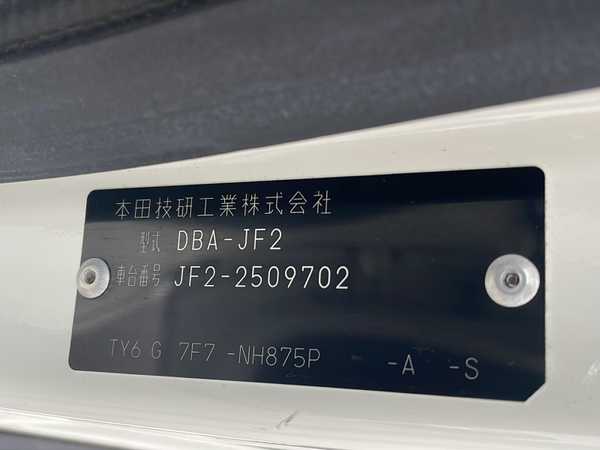 本田技研工業株式会社
型式 DBA-JF2
車台番号 JF2-2509702
TY6 G 7F7 -NH875P -A -S